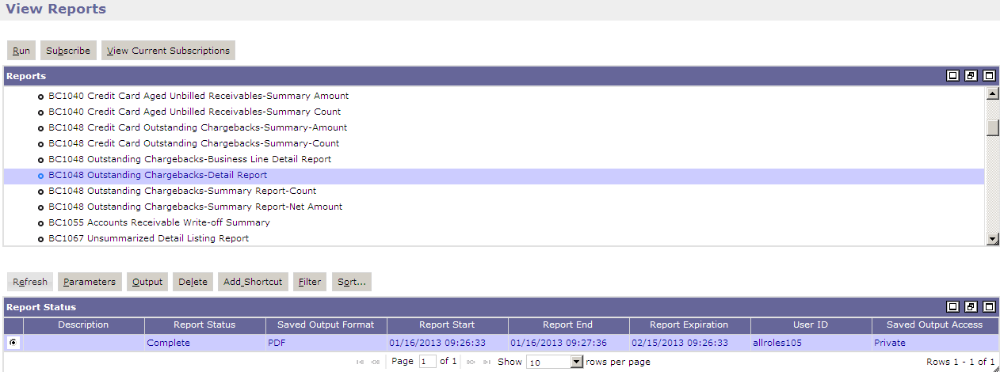 View Reports
Run Subscribe View Current Subscriptions
Reports
BC1040 Credit Card Aged Unbilled Receivables-Summary Amount
BC1040 Credit Card Aged Unbilled Receivables-Summary Count
BC1048 Credit Card Outstanding Chargebacks-Summary-Amount
BC1048 Credit Card Outstanding Chargebacks-Summary-Count
BC1048 Outstanding Chargebacks-Business Line Detail Report
BC1048 Outstanding Chargebacks-Detail Report
BC1048 Outstanding Chargebacks-Summary Report-Count
BC1048 Outstanding Chargebacks-Summary Report-Net Amount
BC1055 Accounts Receivable Write-off Summary
BC1067 Unsummarized Detail Listing Report
Refresh Parameters Output Delete Add Shortcut Filter Sort...
Report Status
Description Report Status Saved Output Format Report Start Report End Report Expiration User ID Saved Output Access
Complete PDF 01/16/2013 09:26:33 01/16/2013 09:27:36 02/15/2013 09:26:33 allroles105 Private
Page 1 of 1 Show 10 rows per page Rows 1 - 1 of 1